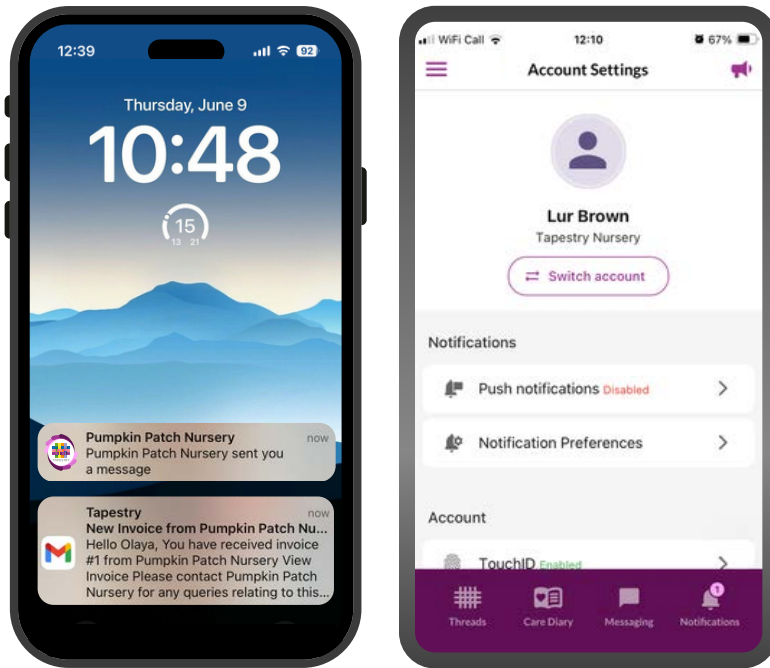 12:39
92
Thursday, June 9
10:48
15
13 21
Pumpkin Patch Nursery
now
Pumpkin Patch Nursery sent you
a message
Tapestry
now
New Invoice from Pumpkin Patch Nu...
Hello Olaya, You have received invoice
#1 from Pumpkin Patch Nursery View
Invoice Please contact Pumpkin Patch
Nursery for any queries relating to this...
WiFi Call
12:10
67%
Account Settings
Lur Brown
Tapestry Nursery
Switch account
Notifications
Push notifications Disabled
Notification Preferences
Account
TouchID Enabled
Threads
Care Diary
Messaging
1
Notifications